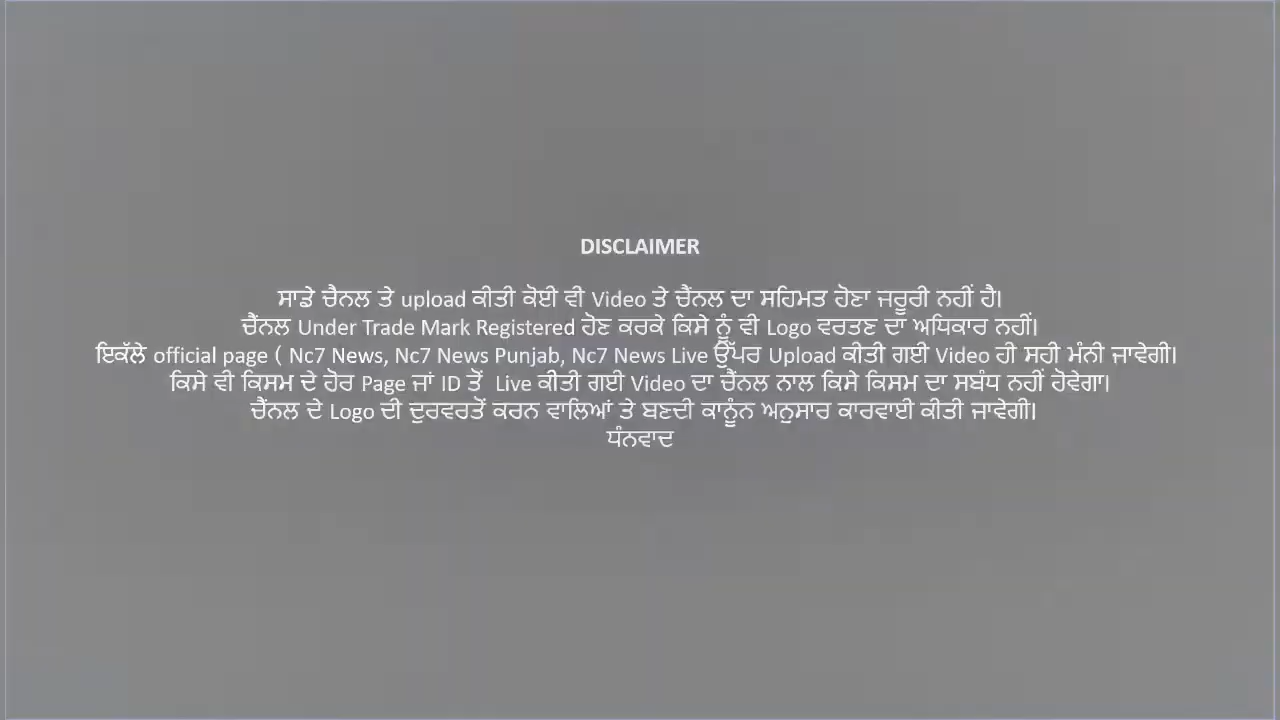 DISCLAIMER
ਸਾਡੇ ਚੈਨਲ ਤੇ upload ਕੀਤੀ ਕੋਈ ਵੀ Video ਤੇ ਚੈਂਨਲ ਦਾ ਸਹਿਮਤ ਹੋਣਾ ਜਰੂਰੀ ਨਹੀਂ ਹੈ।
ਚੈਂਨਲ Under Trade Mark Registered ਹੋਣ ਕਰਕੇ ਕਿਸੇ ਨੂੰ ਵੀ Logo ਵਰਤਣ ਦਾ ਅਧਿਕਾਰ ਨਹੀਂ।
ਇਕੱਲੇ official page ( Nc7 News, Nc7 News Punjab, Nc7 News Live ਉੱਪਰ Upload ਕੀਤੀ ਗਈ Video ਹੀ ਸਹੀ ਮੰਨੀ ਜਾਵੇਗੀ।
ਕਿਸੇ ਵੀ ਕਿਸਮ ਦੇ ਹੋਰ Page ਜਾਂ ID ਤੋਂ Live ਕੀਤੀ ਗਈ Video ਦਾ ਚੈਂਨਲ ਨਾਲ ਕਿਸੇ ਕਿਸਮ ਦਾ ਸਬੰਧ ਨਹੀਂ ਹੋਵੇਗਾ।
ਚੈਂਨਲ ਦੇ Logo ਦੀ ਦੁਰਵਰਤੋਂ ਕਰਨ ਵਾਲਿਆਂ ਤੇ ਬਣਦੀ ਕਾਨੂੰਨ ਅਨੁਸਾਰ ਕਾਰਵਾਈ ਕੀਤੀ ਜਾਵੇਗੀ।
ਧੰਨਵਾਦ